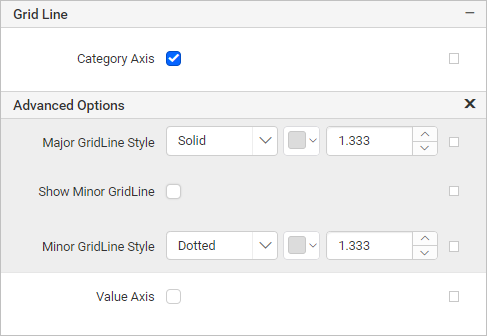 Grid Line
Category Axis
Advanced Options
Major GridLine Style Solid 1.333
Show Minor GridLine
Minor GridLine Style Dotted 1.333
Value Axis